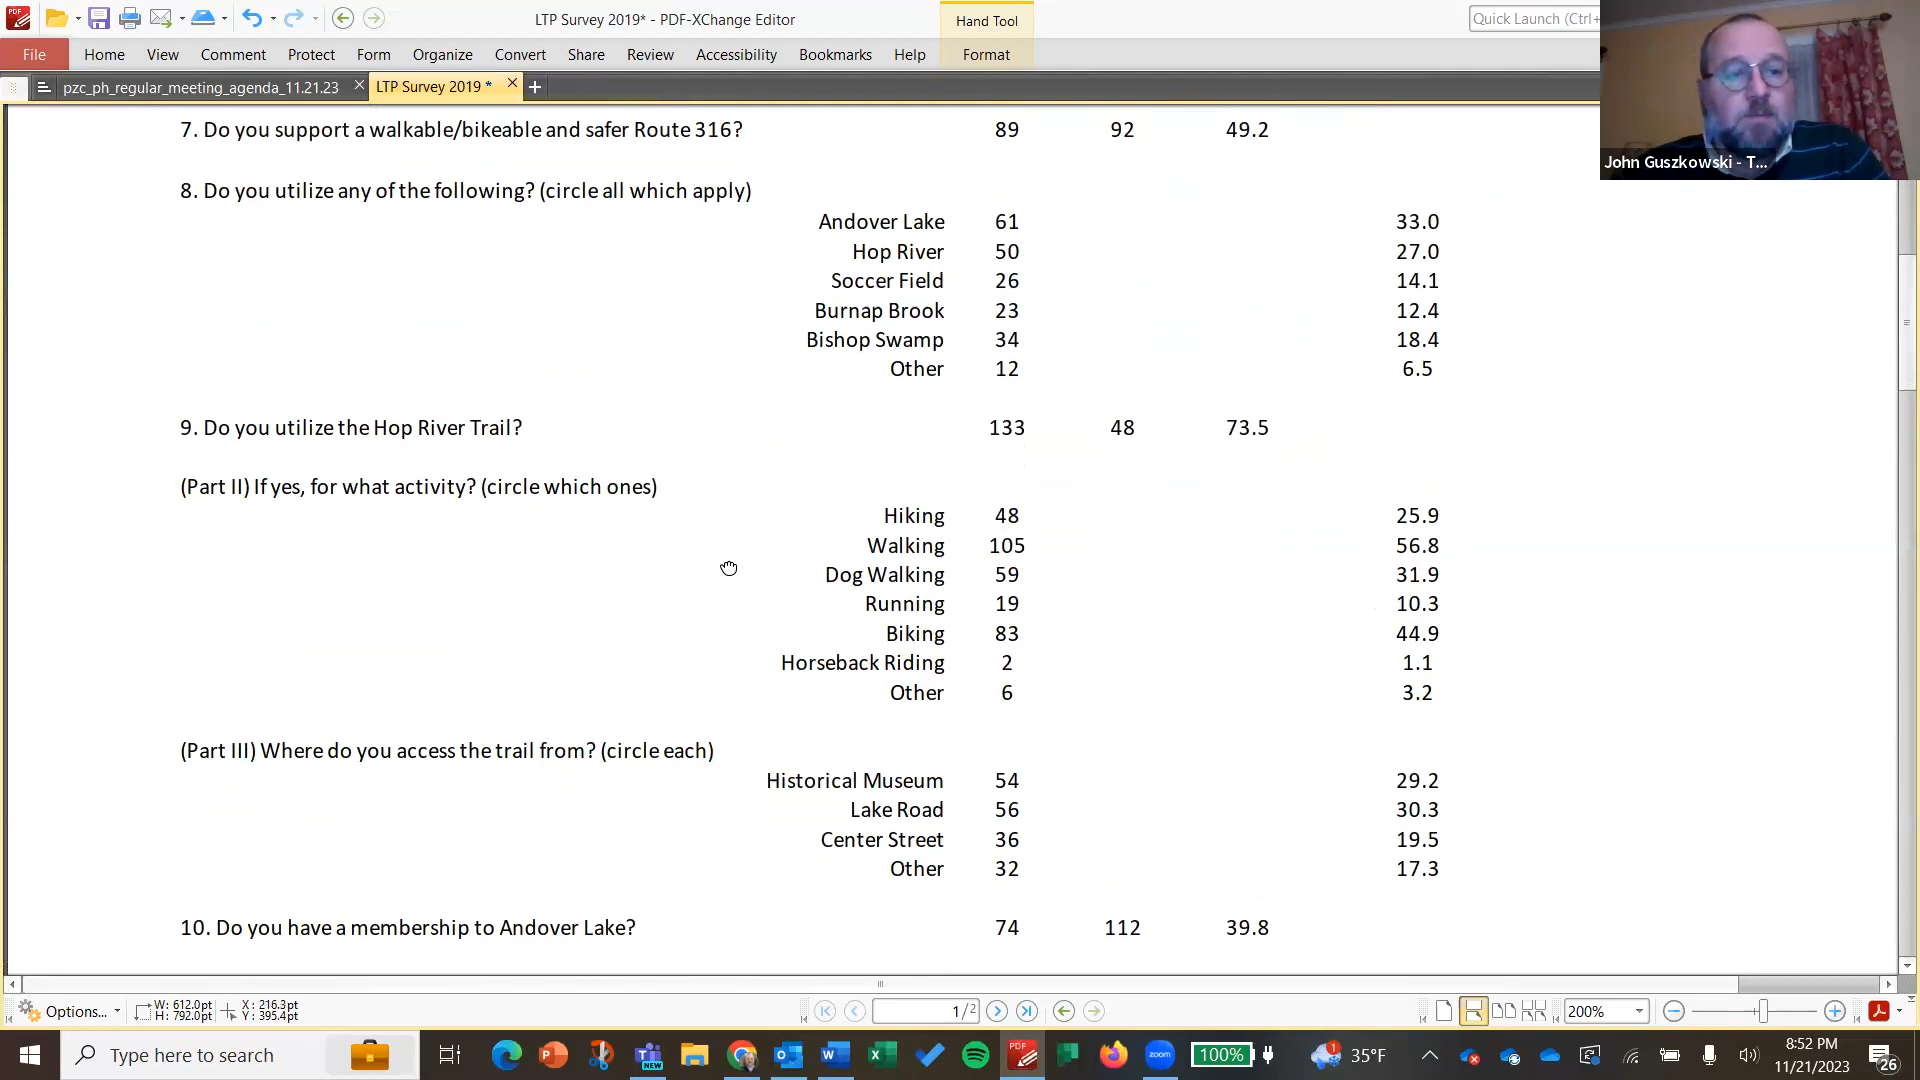 LTP Survey 2019* - PDF-XChange Editor
Hand Tool
Quick Launch (Ctrl+
File Home View Comment Protect Form Organize Convert Share Review Accessibility Bookmarks Help Format
pzc_ph_regular_meeting_agenda_11.21.23 LTP Survey 2019 *
John Guszkowski - T...
7. Do you support a walkable/bikeable and safer Route 316? 89 92 49.2
8. Do you utilize any of the following? (circle all which apply)
Andover Lake 61 33.0
Hop River 50 27.0
Soccer Field 26 14.1
Burnap Brook 23 12.4
Bishop Swamp 34 18.4
Other 12 6.5
9. Do you utilize the Hop River Trail? 133 48 73.5
(Part II) If yes, for what activity? (circle which ones)
Hiking 48 25.9
Walking 105 56.8
Dog Walking 59 31.9
Running 19 10.3
Biking 83 44.9
Horseback Riding 2 1.1
Other 6 3.2
(Part III) Where do you access the trail from? (circle each)
Historical Museum 54 29.2
Lake Road 56 30.3
Center Street 36 19.5
Other 32 17.3
10. Do you have a membership to Andover Lake? 74 112 39.8
Options... W: 612.0pt X: 216.3pt
H: 792.0pt Y: 395.4pt
1/2
200%
Type here to search
NEW
zoom
100%
1
35°F
8:52 PM
11/21/2023
26